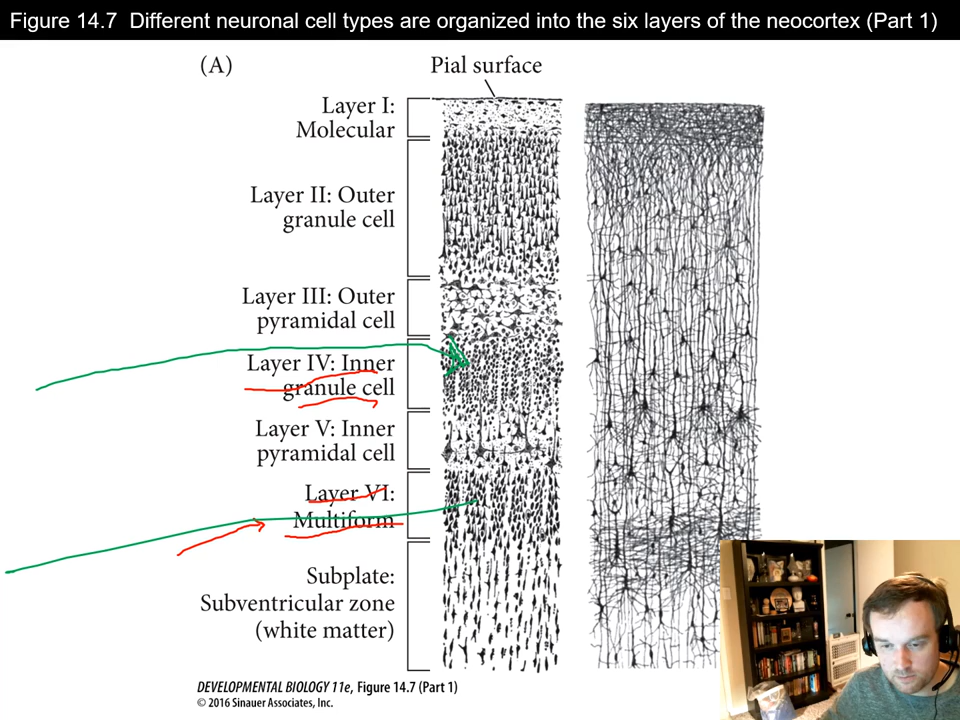 Figure 14.7 Different neuronal cell types are organized into the six layers of the neocortex (Part 1)
(A)
Pial surface
Layer I:
Molecular
Layer II: Outer
granule cell
Layer III: Outer
pyramidal cell
Layer IV: Inner
granule cell
Layer V: Inner
pyramidal cell
Layer VI:
Multiform
Subplate:
Subventricular zone
(white matter)
DEVELOPMENTAL BIOLOGY 11e, Figure 14.7 (Part 1)
© 2016 Sinauer Associates, Inc.